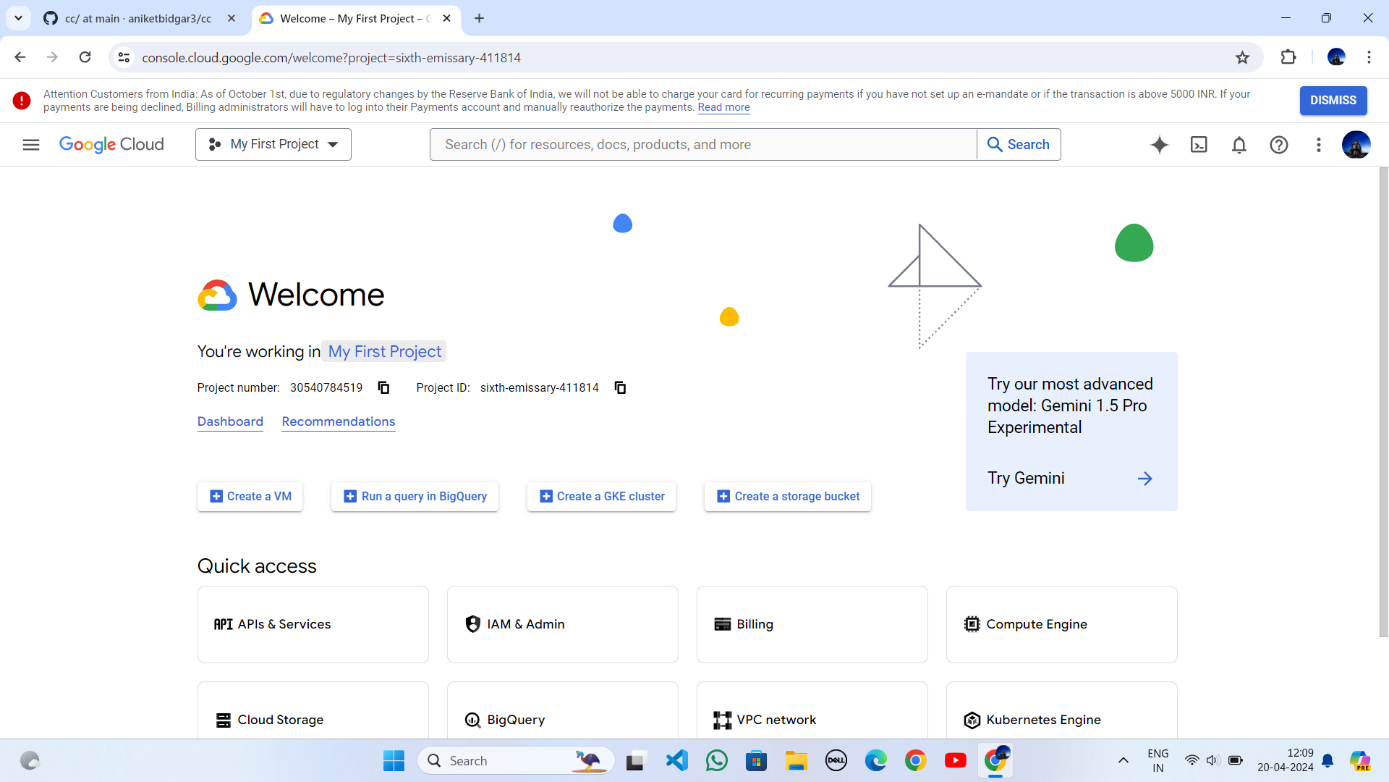 cc/ at main · aniketbidgar3/cc
Welcome – My First Project – G
console.cloud.google.com/welcome?project=sixth-emissary-411814
Attention Customers from India: As of October 1st, due to regulatory changes by the Reserve Bank of India, we will not be able to charge your card for recurring payments if you have not set up an e-mandate or if the transaction is above 5000 INR. If your
payments are being declined, Billing administrators will have to log into their Payments account and manually reauthorize the payments. Read more
DISMISS
Google Cloud
My First Project
Search (/) for resources, docs, products, and more
Search
Welcome
You're working in My First Project
Project number: 30540784519 Project ID: sixth-emissary-411814
Dashboard Recommendations
Try our most advanced
model: Gemini 1.5 Pro
Experimental
Try Gemini
Create a VM
Run a query in BigQuery
Create a GKE cluster
Create a storage bucket
Quick access
API APIs & Services
IAM & Admin
Billing
Compute Engine
Cloud Storage
BigQuery
VPC network
Kubernetes Engine
Search
DELL
ENG
IN
12:09
20-04-2024
PRE